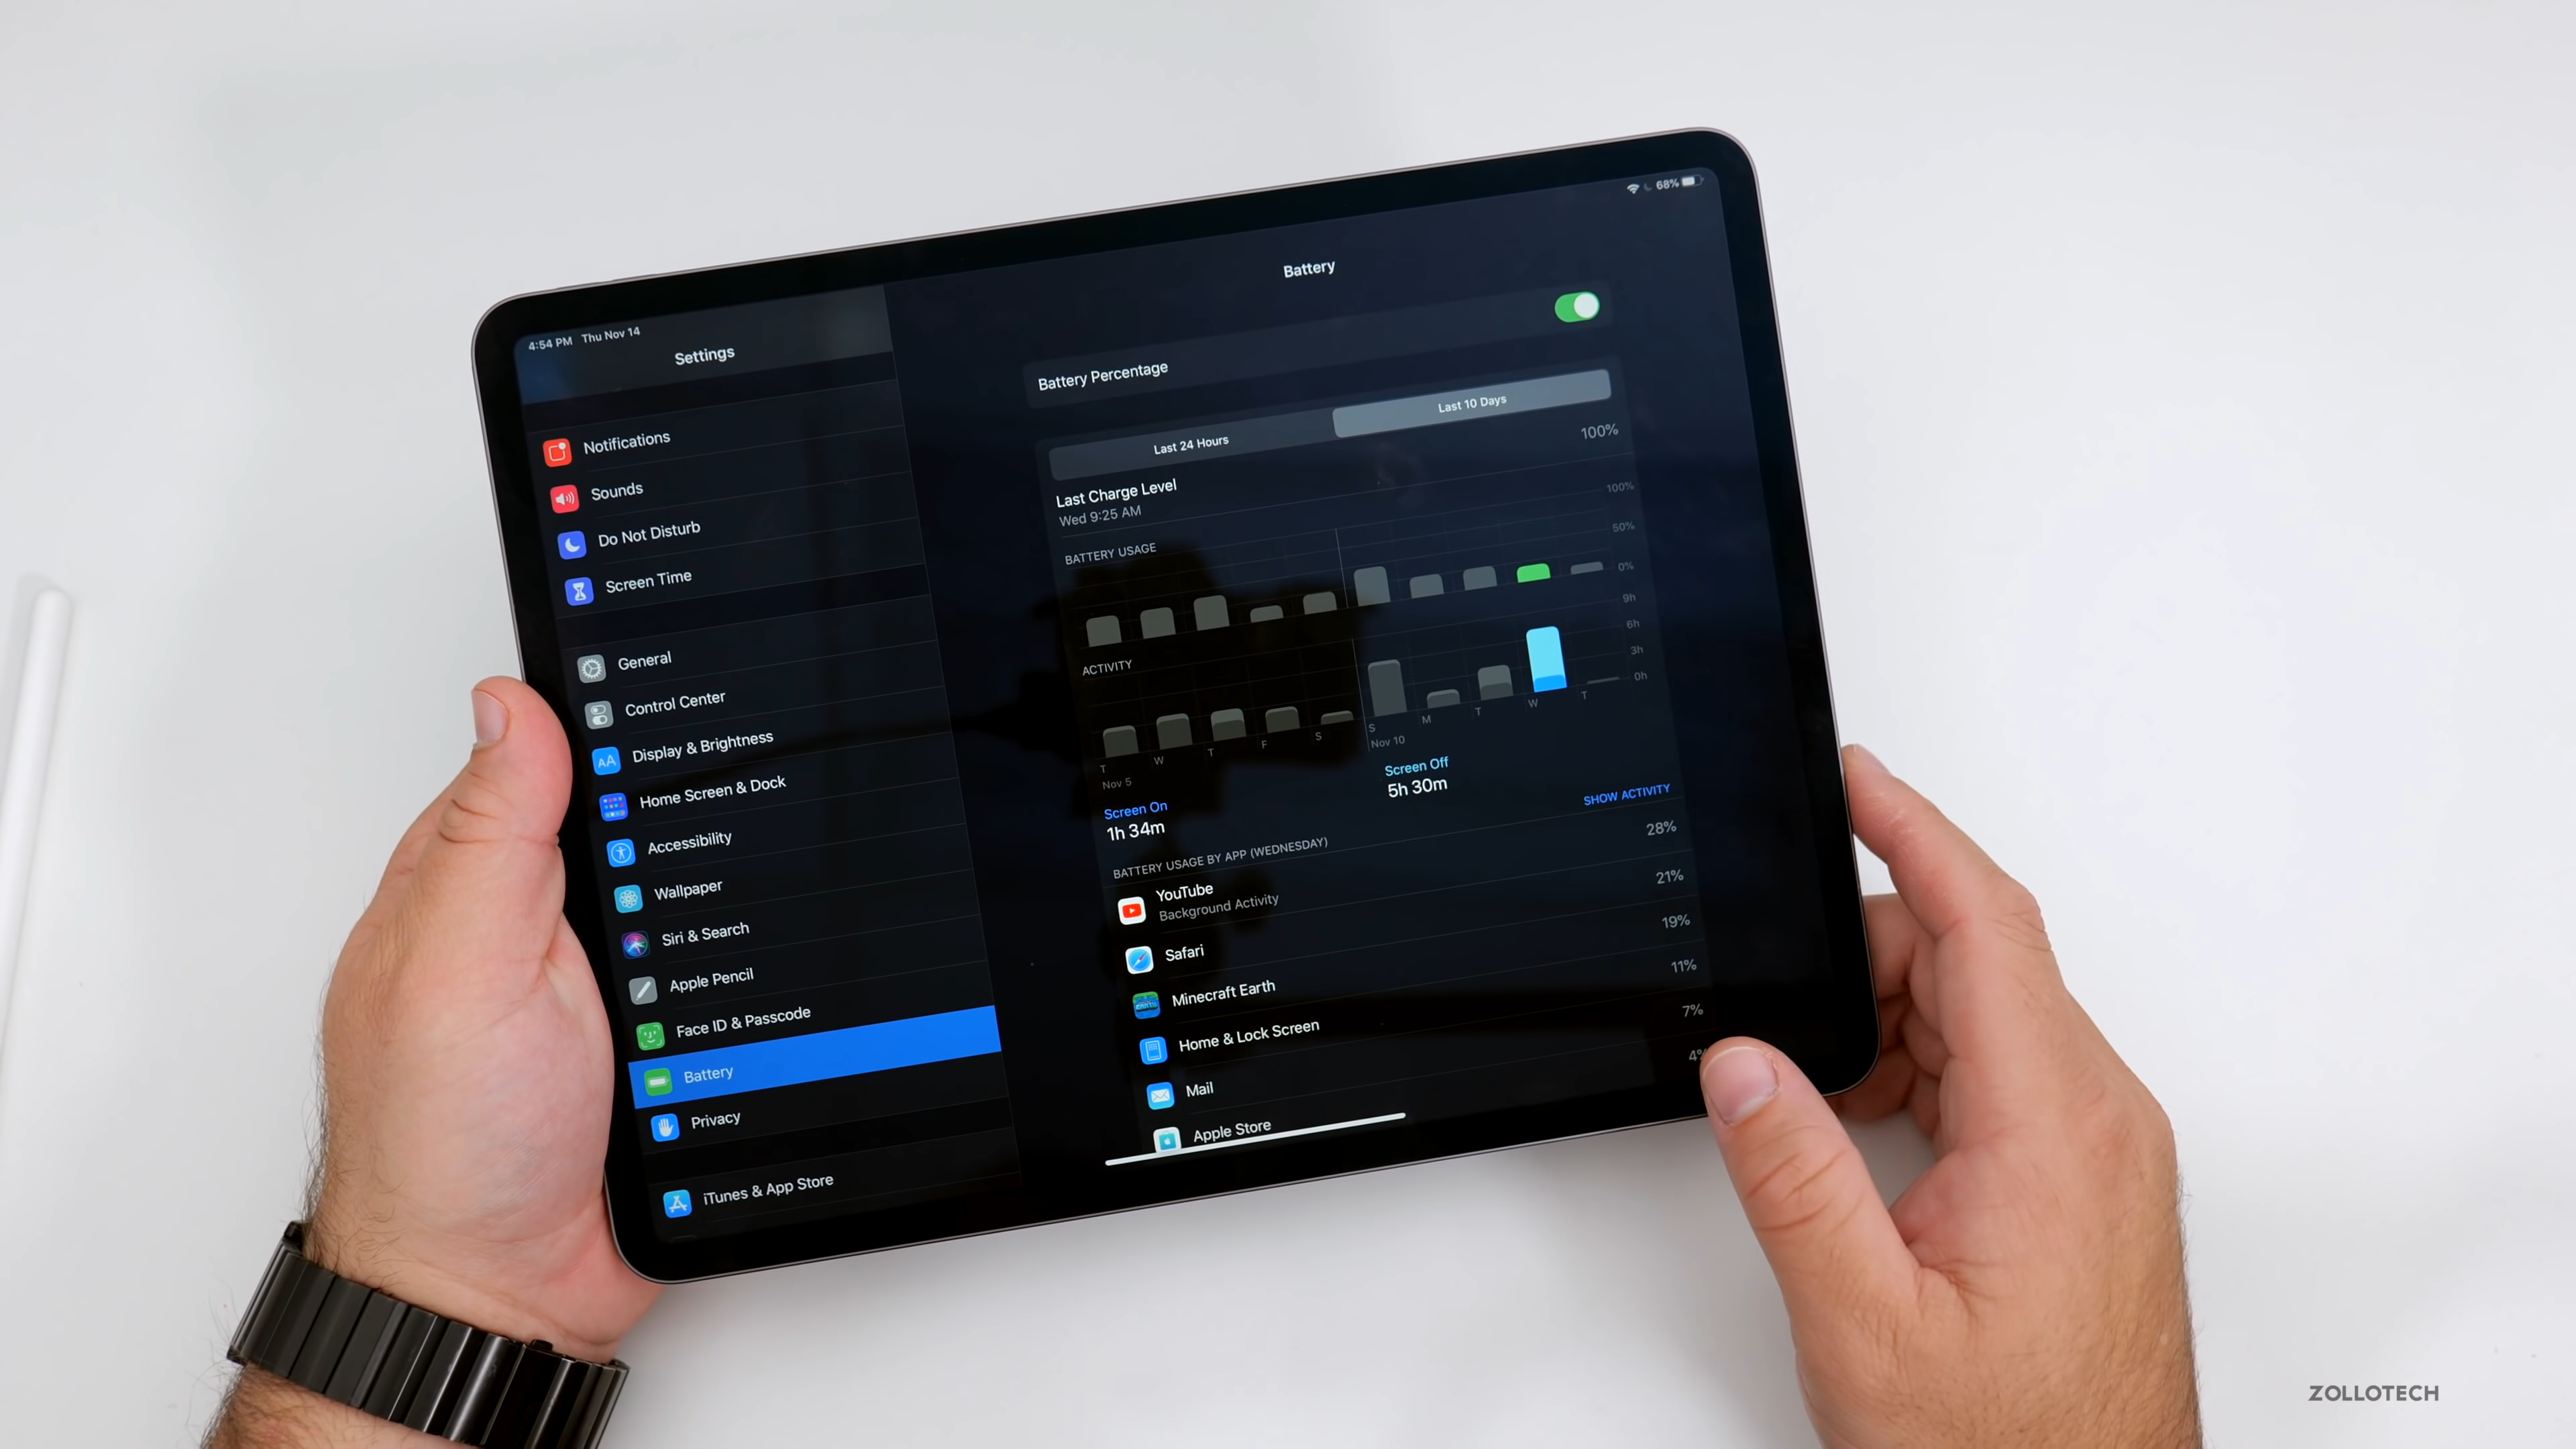 4:54 PM Thu Nov 14
68%
Settings
Notifications
Sounds
Do Not Disturb
Screen Time
General
Control Center
Display & Brightness
AA
Home Screen & Dock
Accessibility
Wallpaper
Siri & Search
Apple Pencil
Face ID & Passcode
Battery
Privacy
iTunes & App Store
Battery
Battery Percentage
Last 24 Hours
Last 10 Days
Last Charge Level
100%
Wed 9:25 AM
BATTERY USAGE
100%
50%
0%
ACTIVITY
9h
6h
3h
0h
T W T F S S M T W T
Nov 5
Nov 10
Screen On
1h 34m
Screen Off
5h 30m
BATTERY USAGE BY APP (WEDNESDAY)
SHOW ACTIVITY
YouTube
28%
Background Activity
Safari
21%
Minecraft Earth
19%
Home & Lock Screen
11%
Mail
7%
Apple Store
4%
ZOLLOTECH